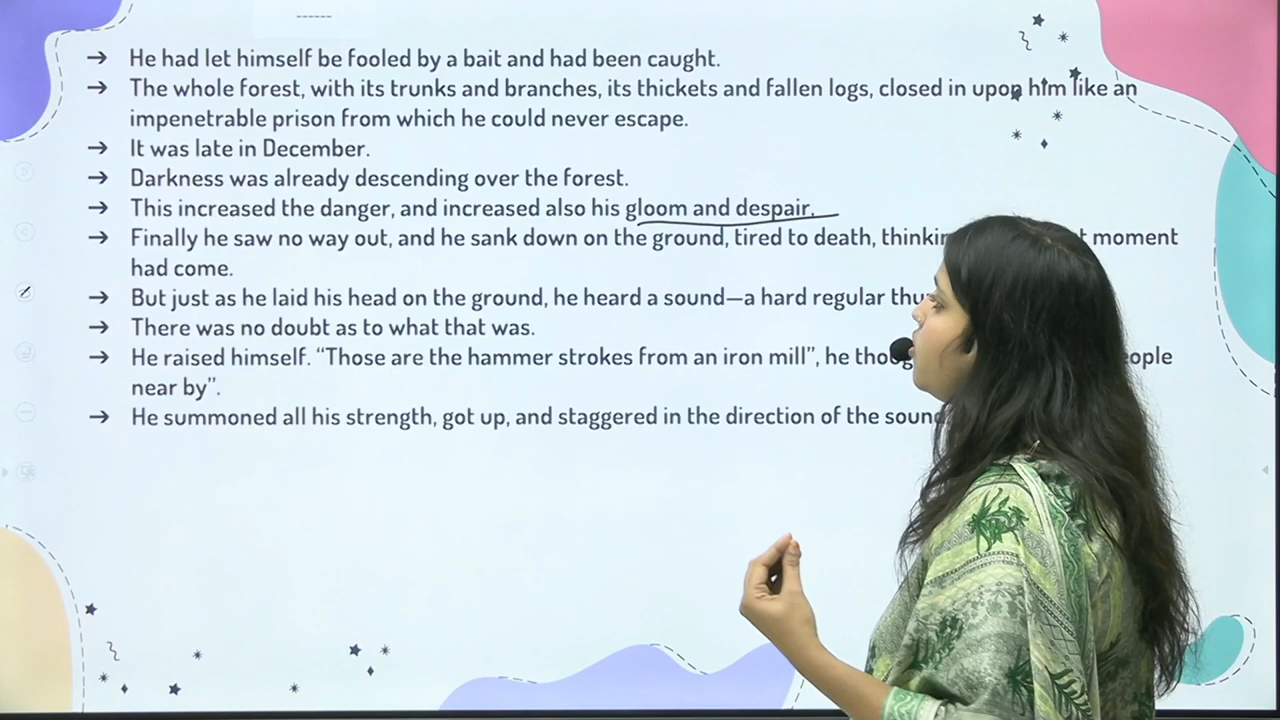 ------
→ He had let himself be fooled by a bait and had been caught.
→ The whole forest, with its trunks and branches, its thickets and fallen logs, closed in upon him like an
impenetrable prison from which he could never escape.
→ It was late in December.
→ Darkness was already descending over the forest.
→ This increased the danger, and increased also his gloom and despair.
→ Finally he saw no way out, and he sank down on the ground, tired to death, moment
had come.
→ But just as he laid his head on the ground, he heard a sound—a hard regular
→ There was no doubt as to what that was.
→ He raised himself. “Those are the hammer strokes from an iron mill”, he
near by”.
→ He summoned all his strength, got up, and staggered in the direction of the